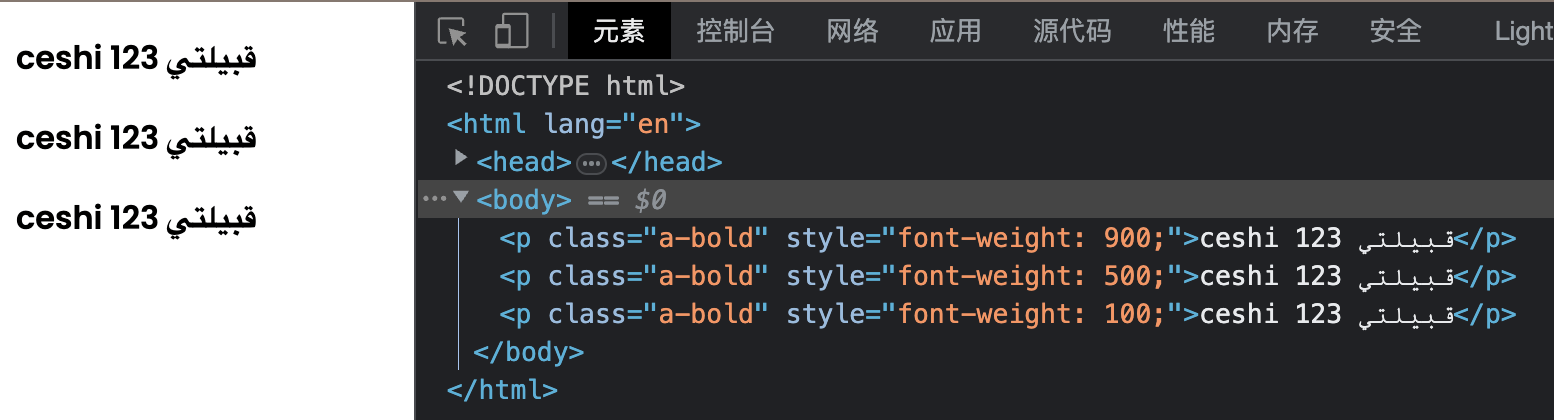 ceshi 123 قبيلتي
ceshi 123 قبيلتي
ceshi 123 قبيلتي
元素 控制台 网络 应用 源代码 性能 内存 安全 Light
<!DOCTYPE html>
<html lang="en">
<head>…</head>
… <body> == $0
<p class="a-bold" style="font-weight: 900;">ceshi 123 قبيلتي</p>
<p class="a-bold" style="font-weight: 500;">ceshi 123 قبيلتي</p>
<p class="a-bold" style="font-weight: 100;">ceshi 123 قبيلتي</p>
</body>
</html>